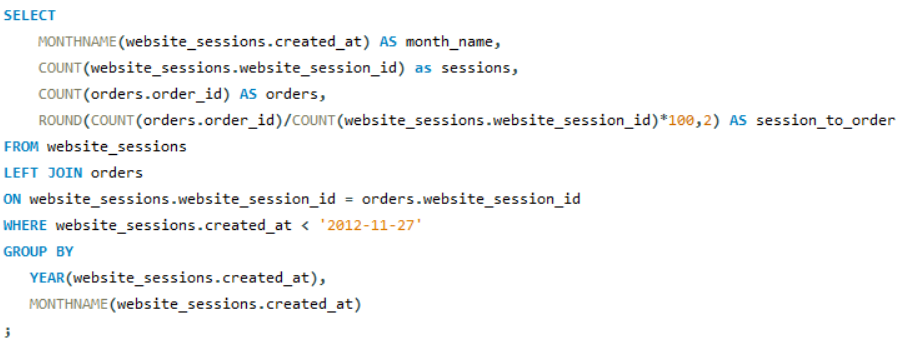 SELECT
MONTHNAME(website_sessions.created_at) AS month_name,
COUNT(website_sessions.website_session_id) as sessions,
COUNT(orders.order_id) AS orders,
ROUND(COUNT(orders.order_id)/COUNT(website_sessions.website_session_id)*100,2) AS session_to_order
FROM website_sessions
LEFT JOIN orders
ON website_sessions.website_session_id = orders.website_session_id
WHERE website_sessions.created_at < '2012-11-27'
GROUP BY
YEAR(website_sessions.created_at),
MONTHNAME(website_sessions.created_at)
;